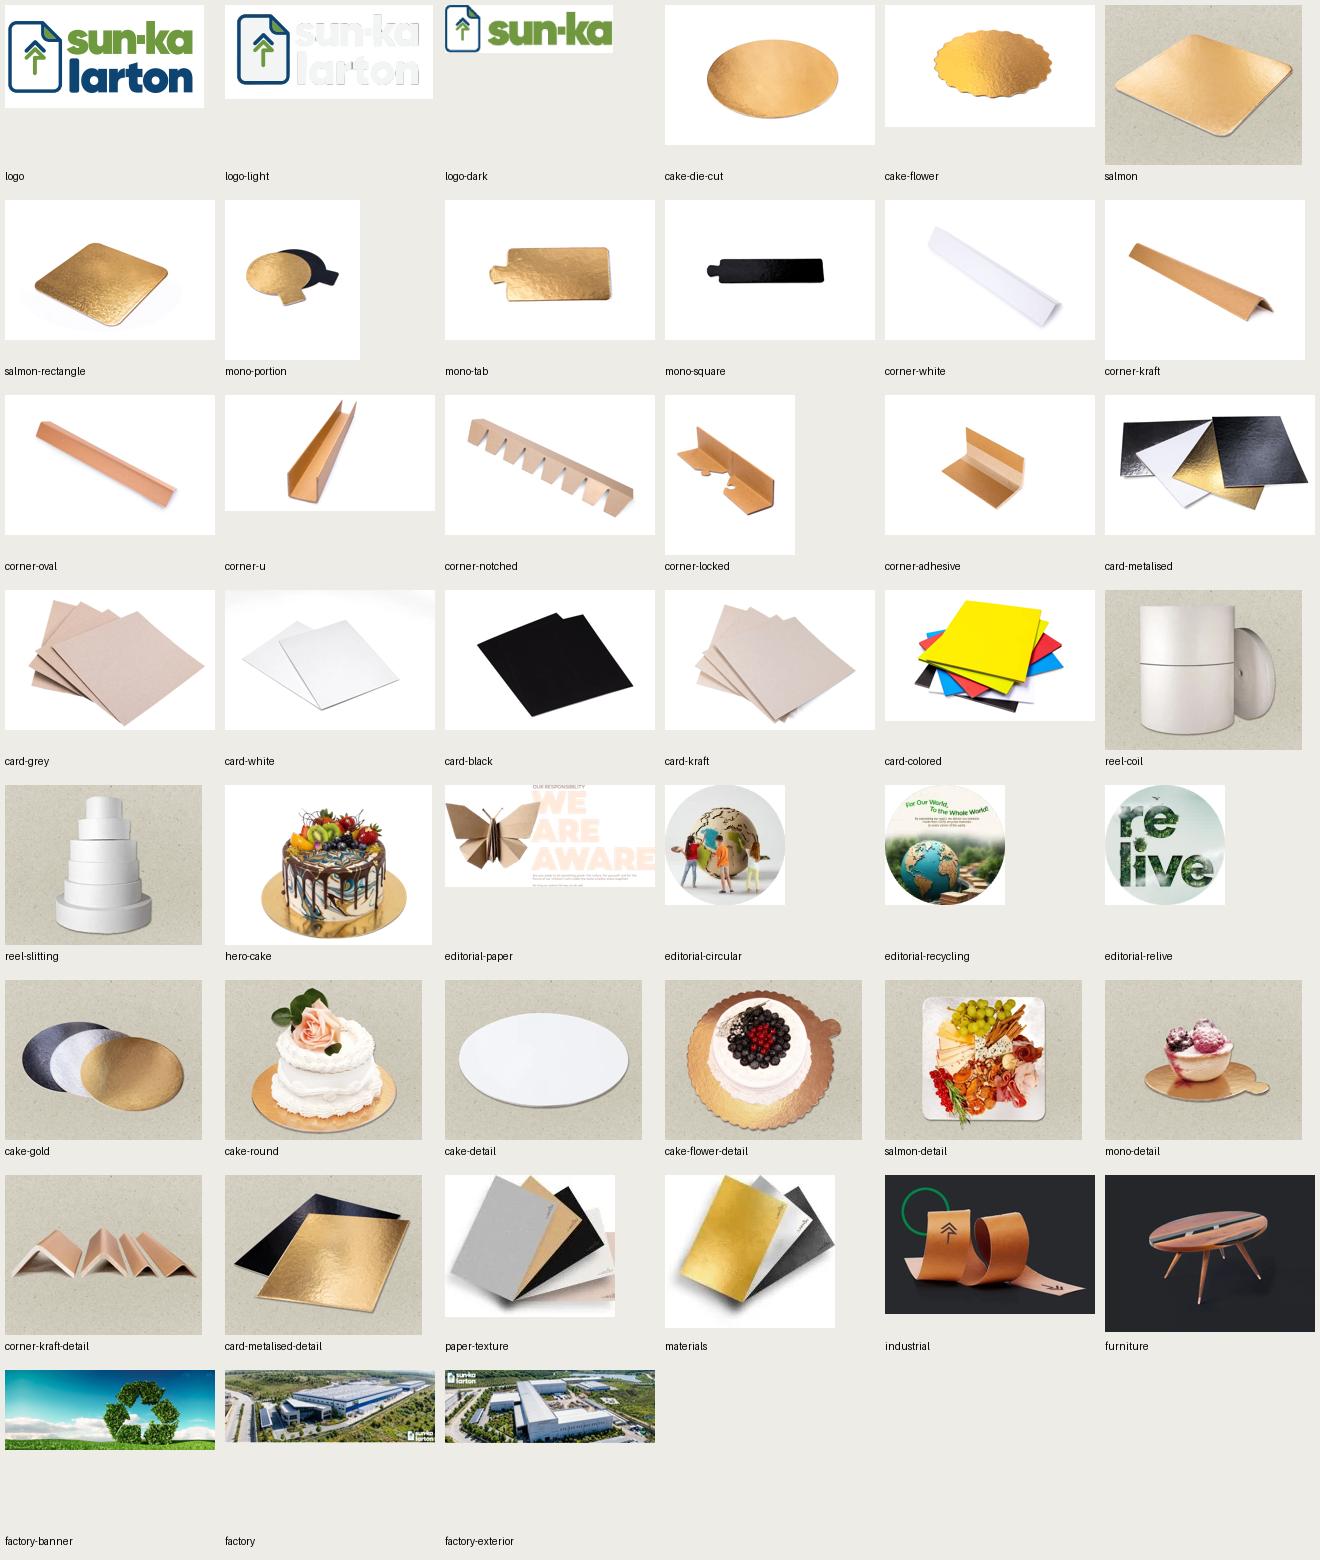 sun·ka
larton
sun·ka
larton
sun·ka
logo
logo-light
logo-dark
cake-die-cut
cake-flower
salmon
salmon-rectangle
mono-portion
mono-tab
mono-square
corner-white
corner-kraft
corner-oval
corner-u
corner-notched
corner-locked
corner-adhesive
card-metalised
card-grey
card-white
card-black
card-kraft
card-colored
reel-coil
OUR RESPONSIBILITY
WE
ARE
AWARE
For Our World,
To the Whole World!
re
live
reel-slitting
hero-cake
editorial-paper
editorial-circular
editorial-recycling
editorial-relive
cake-gold
cake-round
cake-detail
cake-flower-detail
salmon-detail
mono-detail
corner-kraft-detail
card-metalised-detail
paper-texture
materials
industrial
furniture
sun·ka
larton
sun·ka
larton
factory-banner
factory
factory-exterior